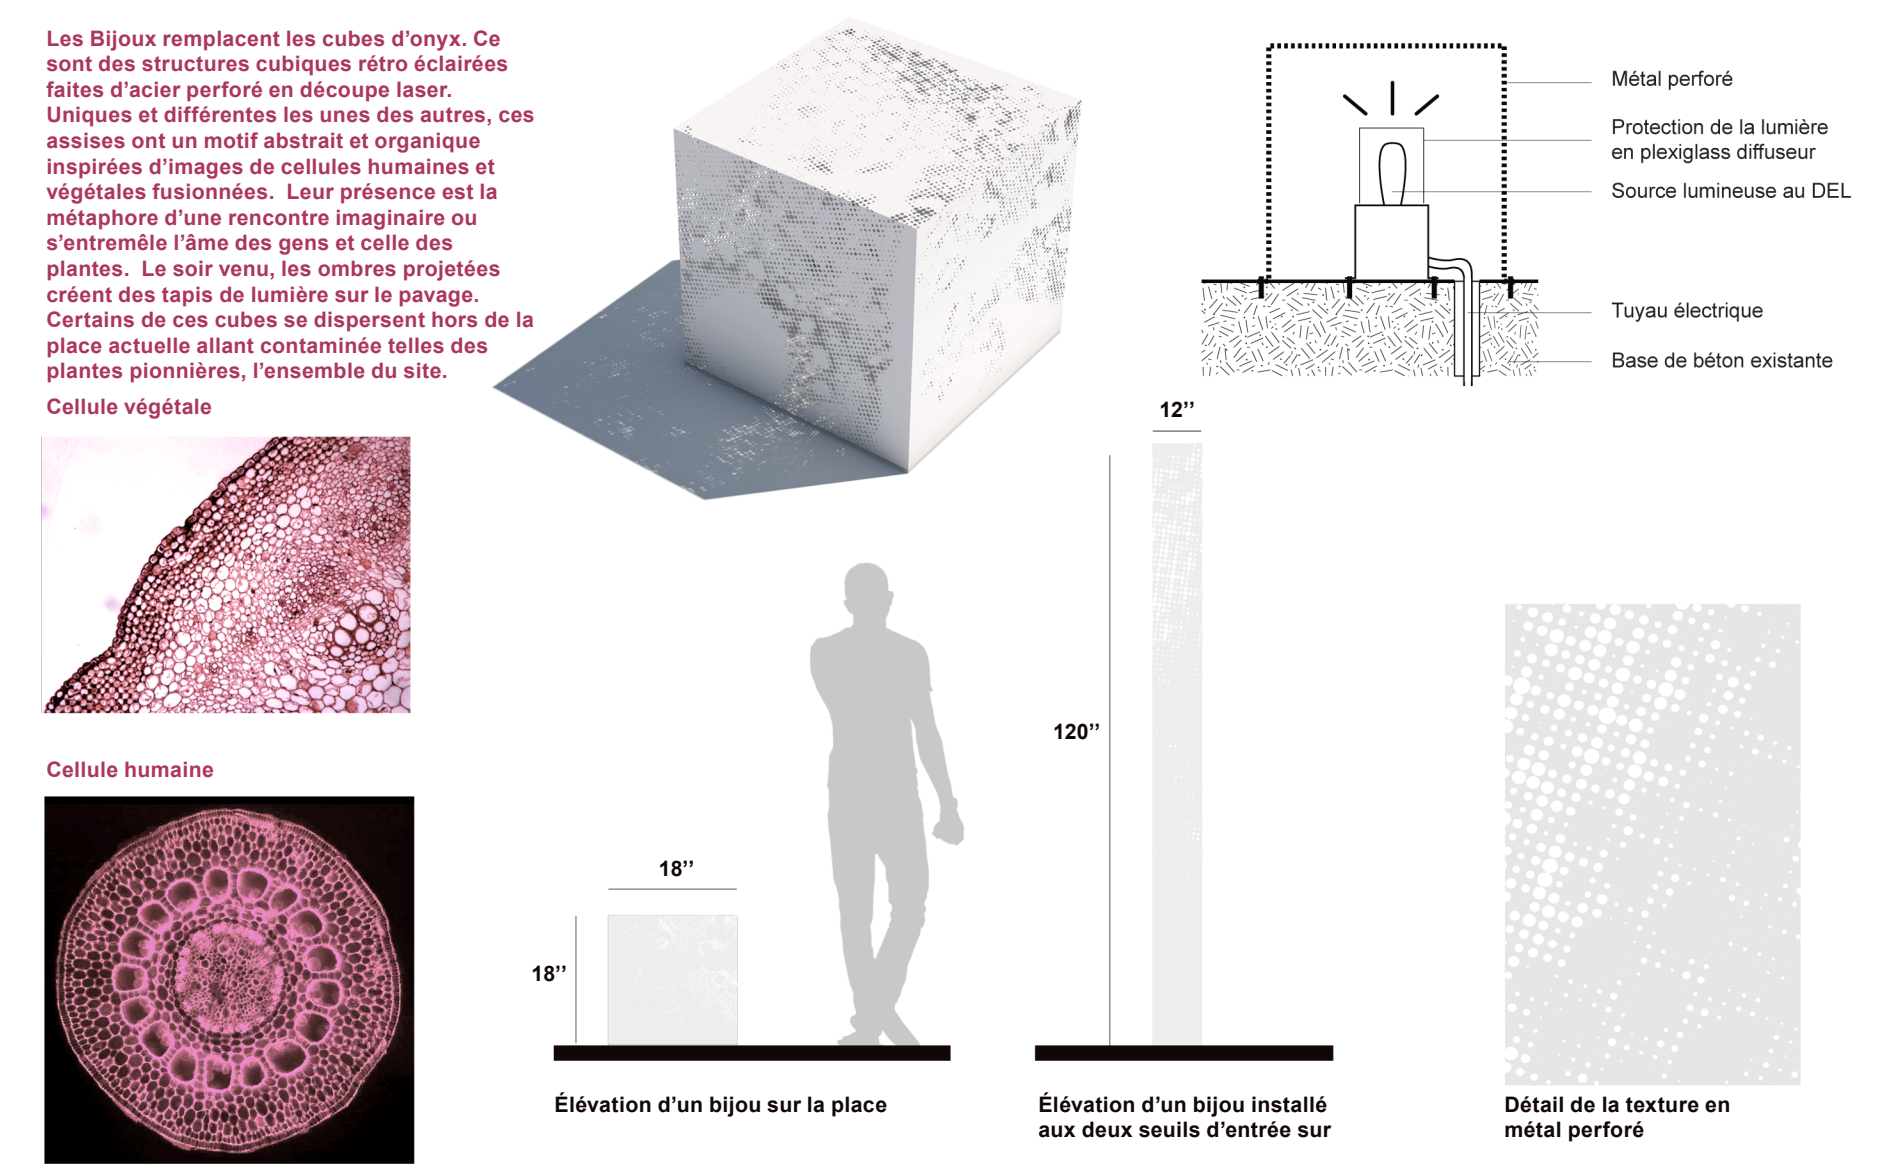 Les Bijoux remplacent les cubes d’onyx. Ce
sont des structures cubiques rétro éclairées
faites d’acier perforé en découpe laser.
Uniques et différentes les unes des autres, ces
assises ont un motif abstrait et organique
inspirées d’images de cellules humaines et
végétales fusionnées.  Leur présence est la
métaphore d’une rencontre imaginaire ou
s’entremêle l’âme des gens et celle des
plantes.  Le soir venu, les ombres projetées
créent des tapis de lumière sur le pavage.
Certains de ces cubes se dispersent hors de la
place actuelle allant contaminée telles des
plantes pionnières, l’ensemble du site.
Cellule végétale
Cellule humaine
Métal perforé
Protection de la lumière
en plexiglass diffuseur
Source lumineuse au DEL
Tuyau électrique
Base de béton existante
12’’
120’’
18’’
18’’
Élévation d’un bijou sur la place
Élévation d’un bijou installé
aux deux seuils d’entrée sur
Détail de la texture en
métal perforé